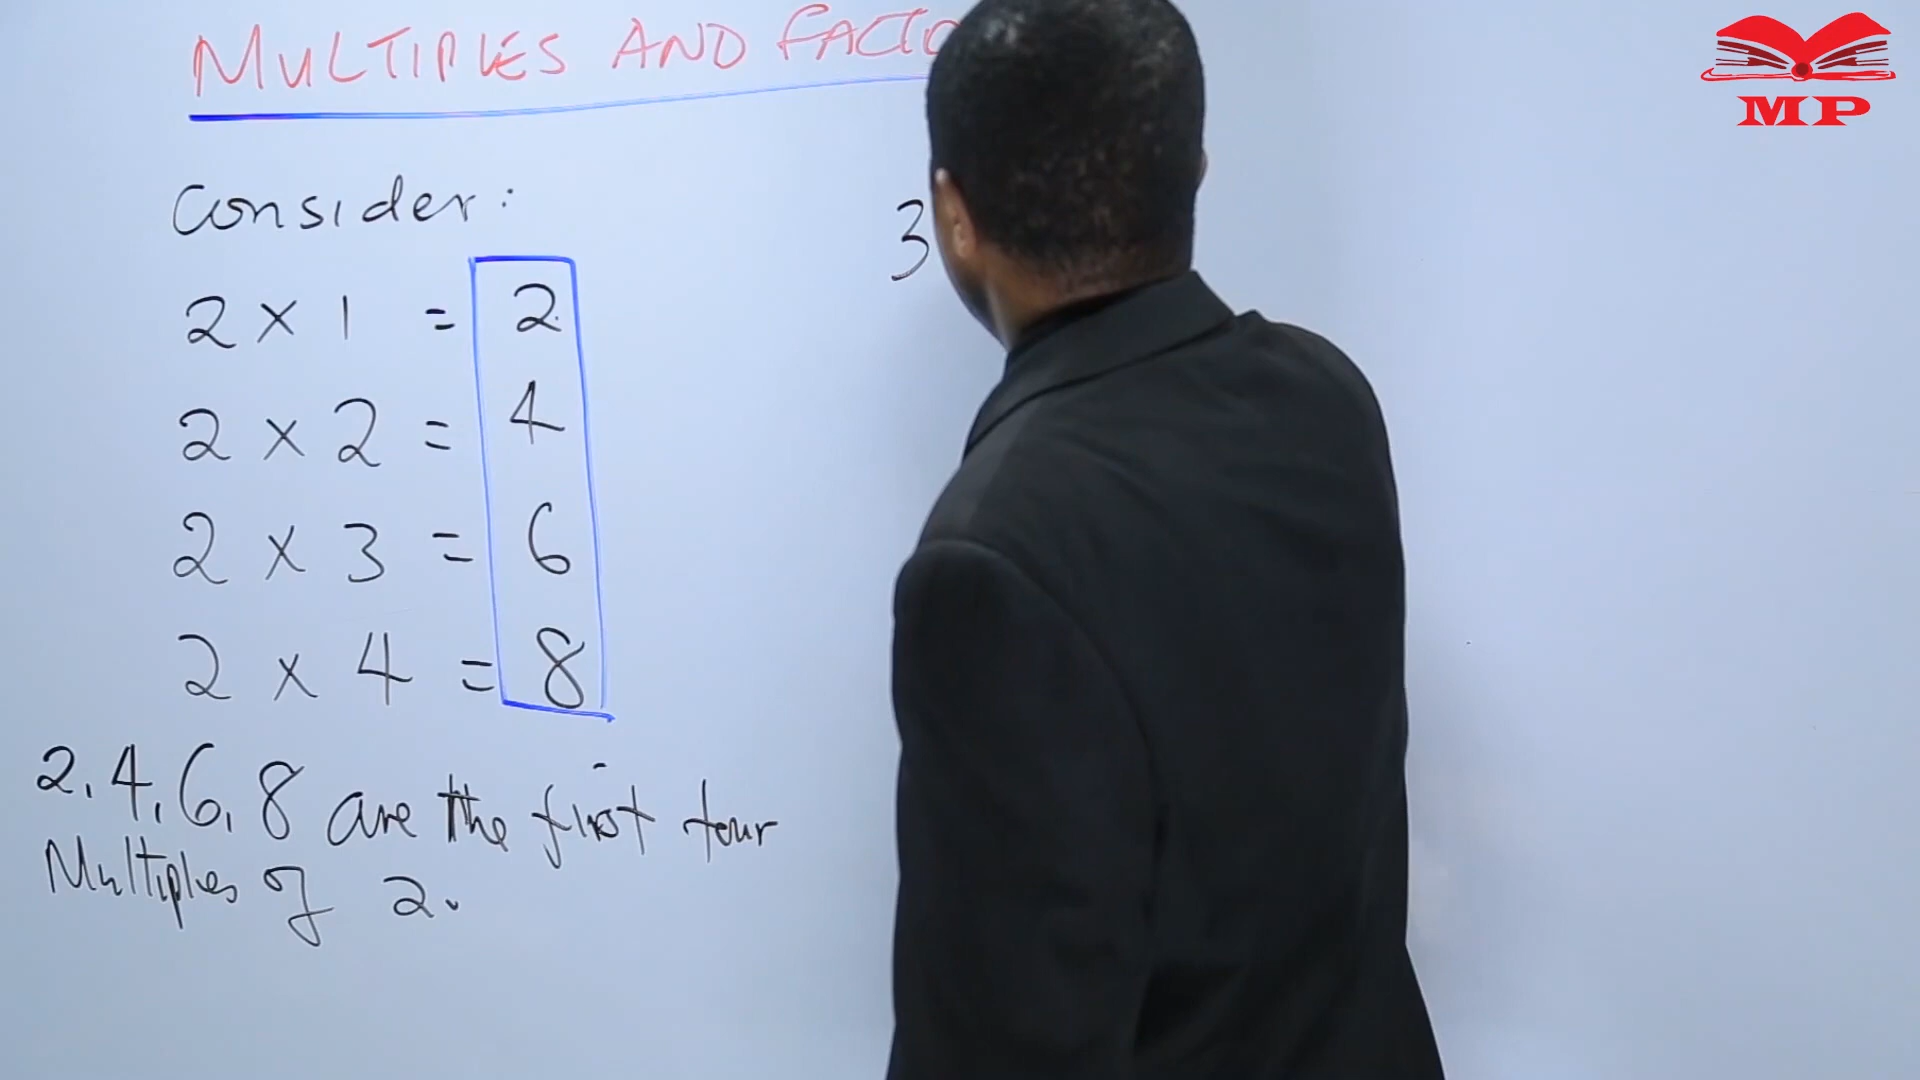 MULTIPLES AND FACTO
Consider:
2 × 1 = 2
2 × 2 = 4
2 × 3 = 6
2 × 4 = 8
2, 4, 6, 8 are the first four
Multiples of 2.
3
MP